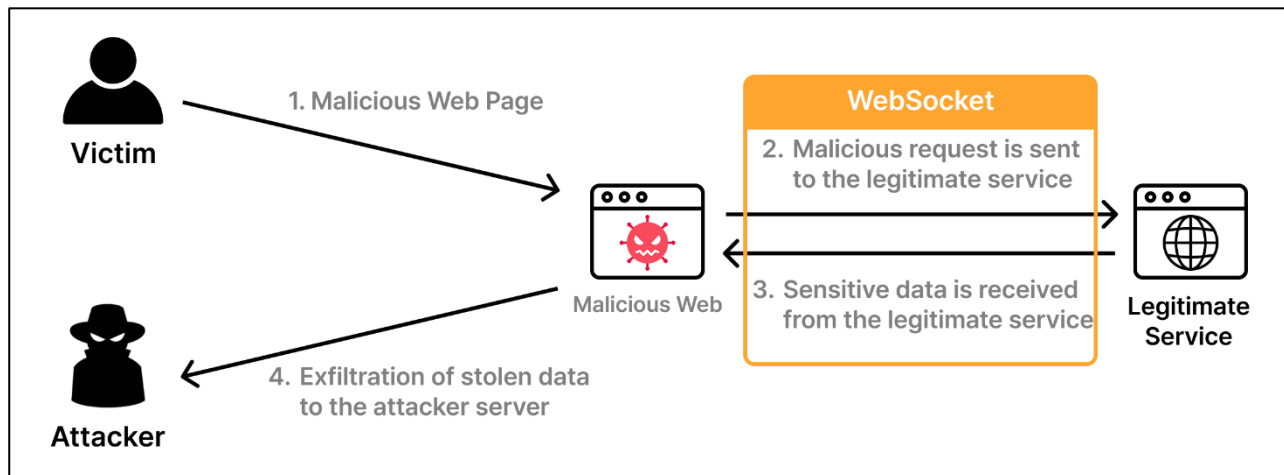 Victim
1. Malicious Web Page
WebSocket
2. Malicious request is sent
to the legitimate service
3. Sensitive data is received
from the legitimate service
Malicious Web
Legitimate
Service
4. Exfiltration of stolen data
to the attacker server
Attacker